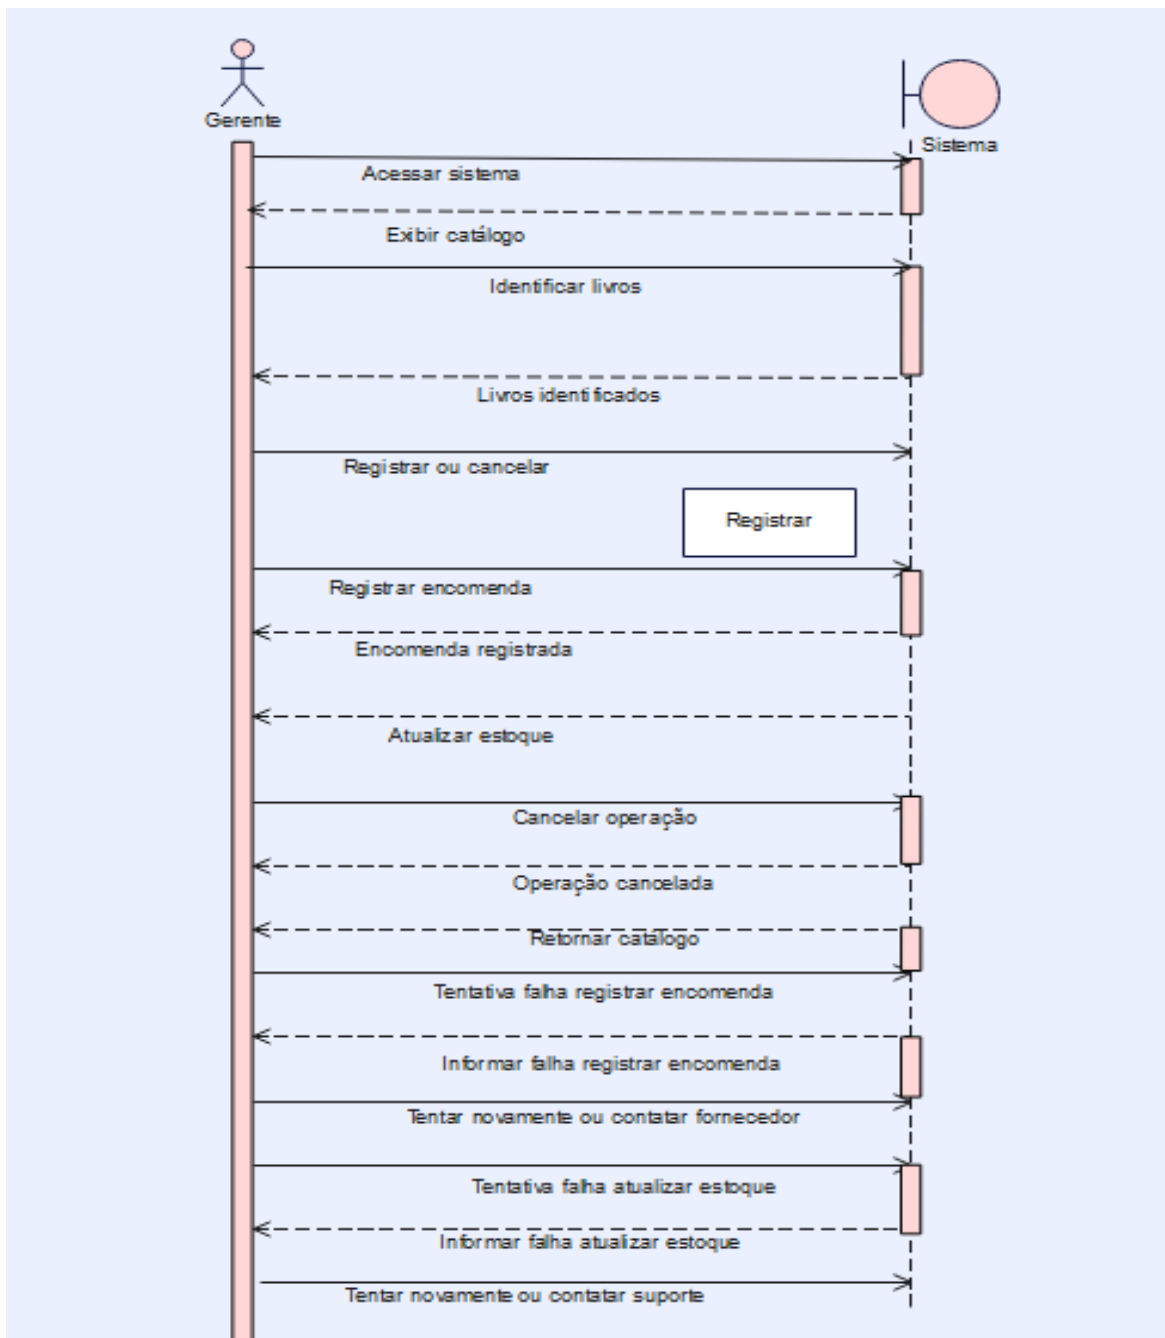 Gerente
Sistema
Acessar sistema
Exibir catálogo
Identificar livros
Livros identificados
Registrar ou cancelar
Registrar
Registrar encomenda
Encomenda registrada
Atualizar estoque
Cancelar operação
Operação cancelada
Retornar catálogo
Tentativa falha registrar encomenda
Informar falha registrar encomenda
Tentar novamente ou contatar fornecedor
Tentativa falha atualizar estoque
Informar falha atualizar estoque
Tentar novamente ou contatar suporte